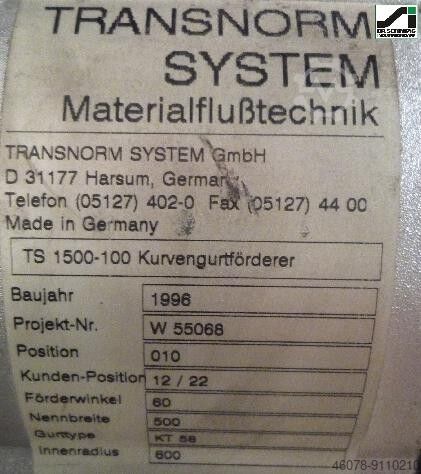 TRANSNORM
SYSTEM
Materialflußtechnik
TRANSNORM SYSTEM GmbH
D 31177 Harsum, Germany
Telefon (05127) 402-0 Fax (05127) 44 00
Made in Germany
TS 1500-100 Kurvengurtförderer
Baujahr 1996
Projekt-Nr. W 55068
Position 010
Kunden-Position 12 / 22
Förderwinkel 60
Nennbreite 500
Gurttype KT 58
Innenradius 600
46078-9110210